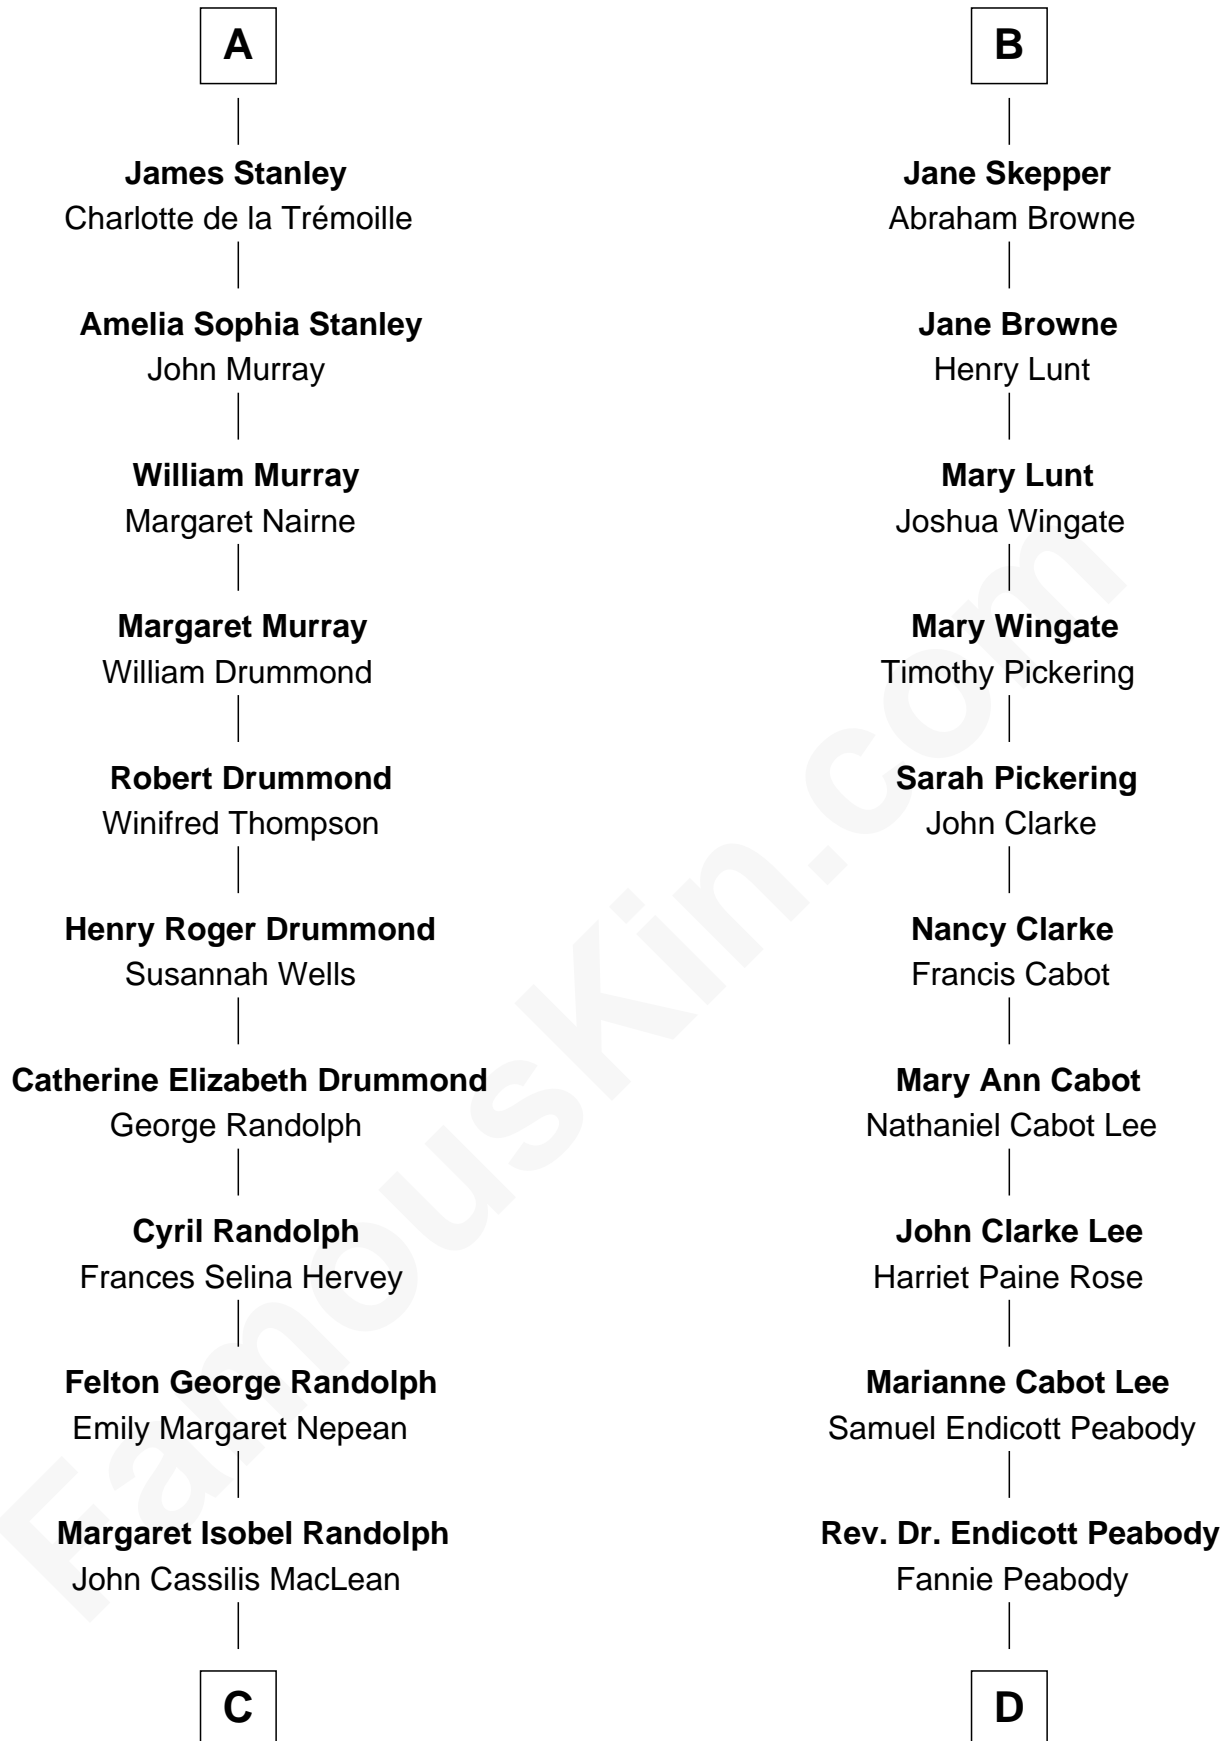 A
James Stanley
Charlotte de la Trémoille
Amelia Sophia Stanley
John Murray
William Murray
Margaret Nairne
Margaret Murray
William Drummond
Robert Drummond
Winifred Thompson
Henry Roger Drummond
Susannah Wells
Catherine Elizabeth Drummond
George Randolph
Cyril Randolph
Frances Selina Hervey
Felton George Randolph
Emily Margaret Nepean
Margaret Isobel Randolph
John Cassilis MacLean
C
B
Jane Skepper
Abraham Browne
Jane Browne
Henry Lunt
Mary Lunt
Joshua Wingate
Mary Wingate
Timothy Pickering
Sarah Pickering
John Clarke
Nancy Clarke
Francis Cabot
Mary Ann Cabot
Nathaniel Cabot Lee
John Clarke Lee
Harriet Paine Rose
Marianne Cabot Lee
Samuel Endicott Peabody
Rev. Dr. Endicott Peabody
Fannie Peabody
D
FamousKin.com